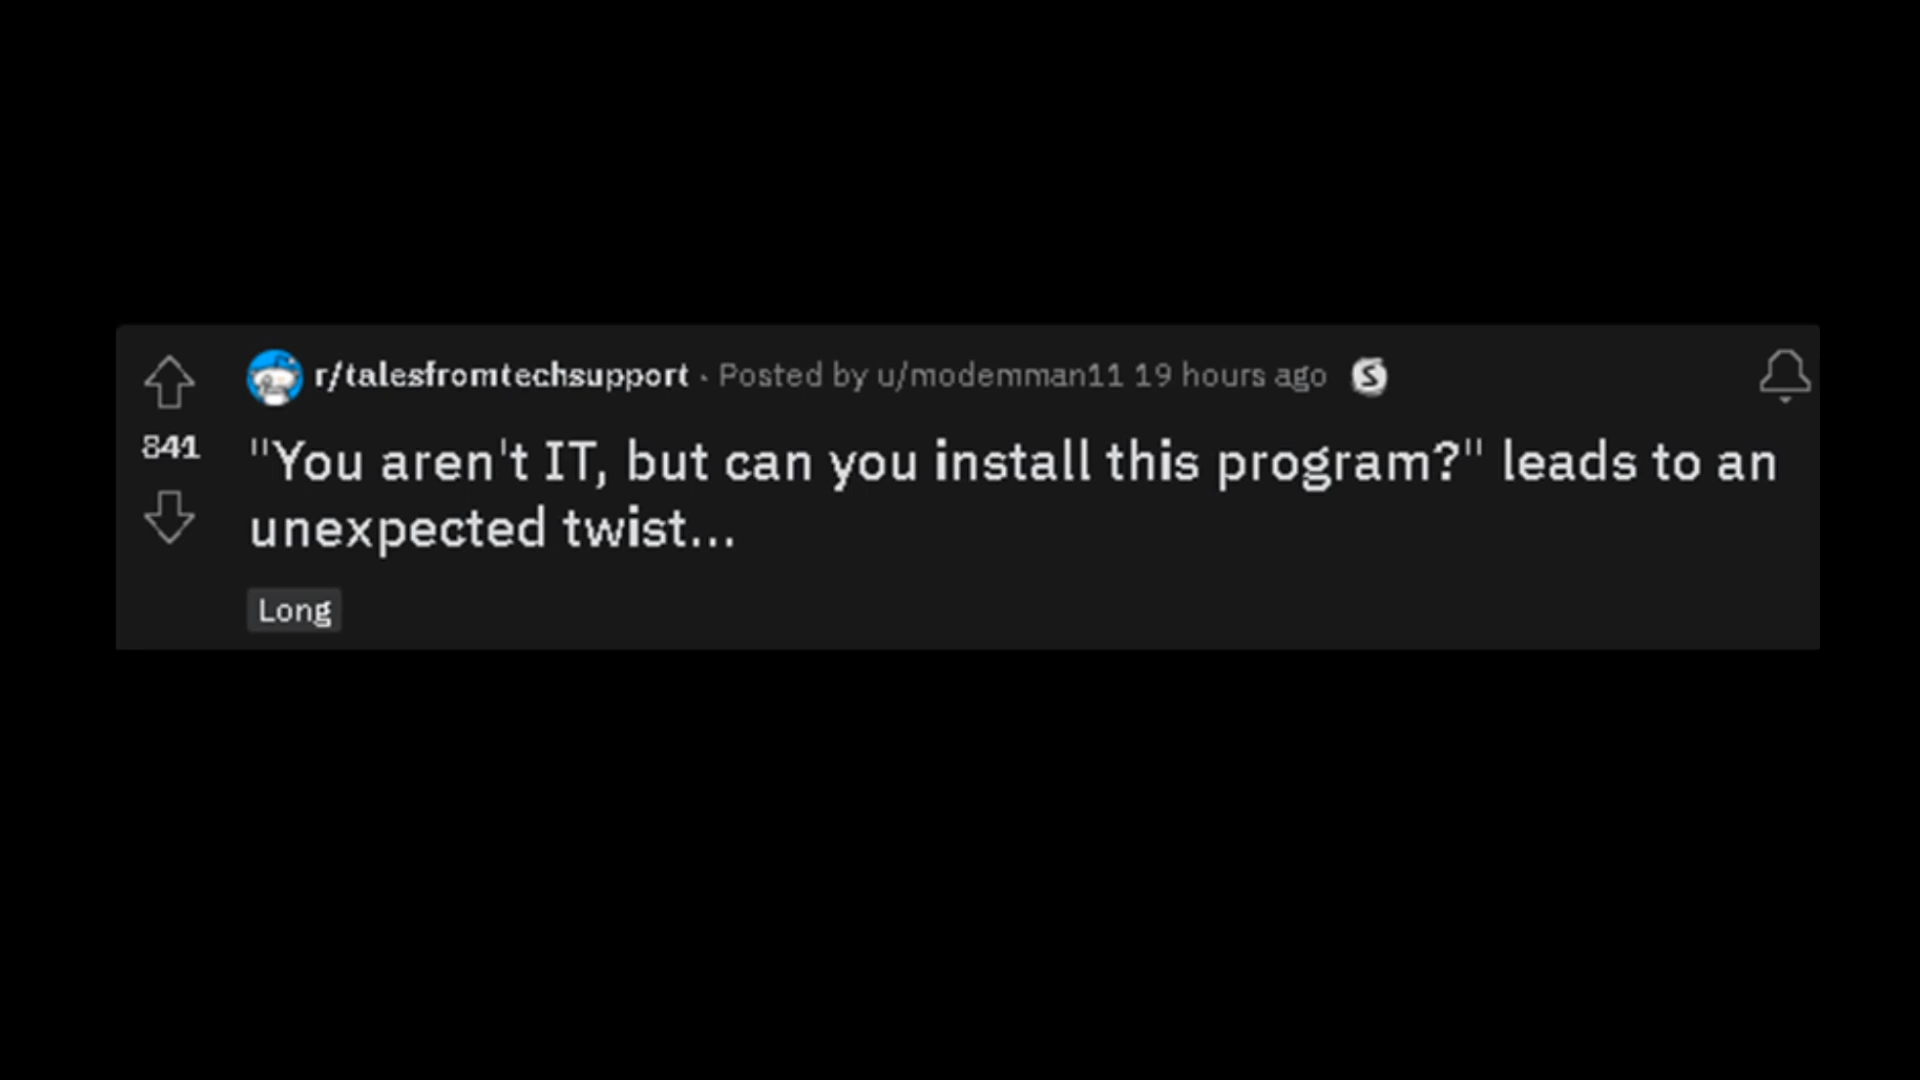 r/talesfromtechsupport · Posted by u/modemman11 19 hours ago
841
"You aren't IT, but can you install this program?" leads to an
unexpected twist...
Long